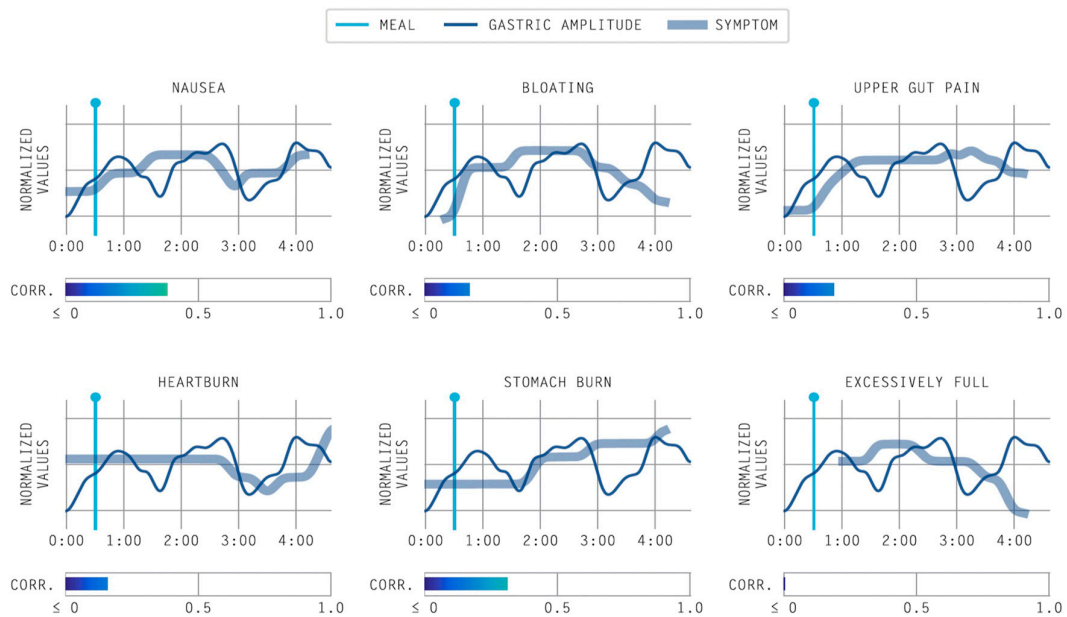 MEAL GASTRIC AMPLITUDE SYMPTOM
NAUSEA BLOATING UPPER GUT PAIN
NORMALIZED VALUES NORMALIZED VALUES NORMALIZED VALUES
0:00 1:00 2:00 3:00 4:00 0:00 1:00 2:00 3:00 4:00 0:00 1:00 2:00 3:00 4:00
CORR. CORR. CORR.
≤ 0 0.5 1.0 ≤ 0 0.5 1.0 ≤ 0 0.5 1.0
HEARTBURN STOMACH BURN EXCESSIVELY FULL
NORMALIZED VALUES NORMALIZED VALUES NORMALIZED VALUES
0:00 1:00 2:00 3:00 4:00 0:00 1:00 2:00 3:00 4:00 0:00 1:00 2:00 3:00 4:00
CORR. CORR. CORR.
≤ 0 0.5 1.0 ≤ 0 0.5 1.0 ≤ 0 0.5 1.0